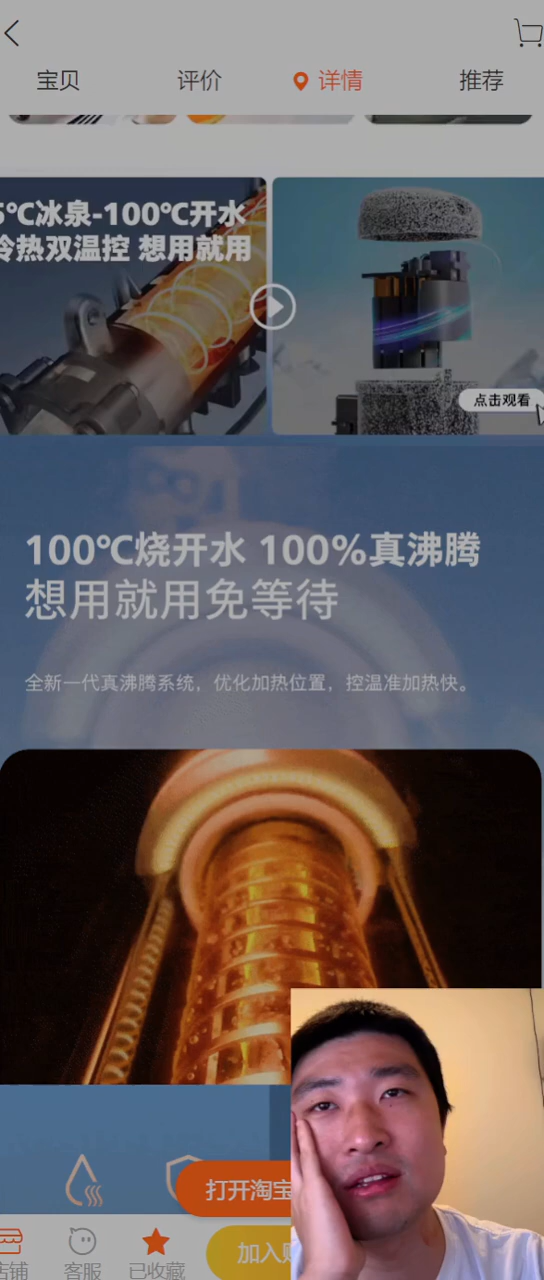 宝贝
评价
详情
推荐
5℃冰泉-100℃开水
冷热双温控 想用就用
点击观看
100℃烧开水 100%真沸腾
想用就用免等待
全新一代真沸腾系统，优化加热位置，控温准加热快。
打开淘宝
店铺
客服
已收藏
加入